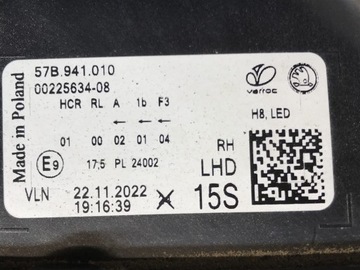 Made in Poland
57B.941.010
00225634-08
varroc
HCR RL A 1b F3
← ← ←
H8, LED
01 00 02 01 04
RH
E9
17,5 PL 24002
LHD
VLN
22.11.2022
19:16:39
15S